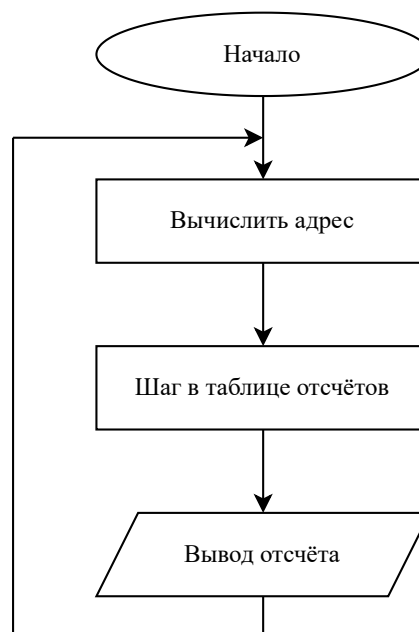 Начало
Вычислить адрес
Шаг в таблице отсчётов
Вывод отсчёта